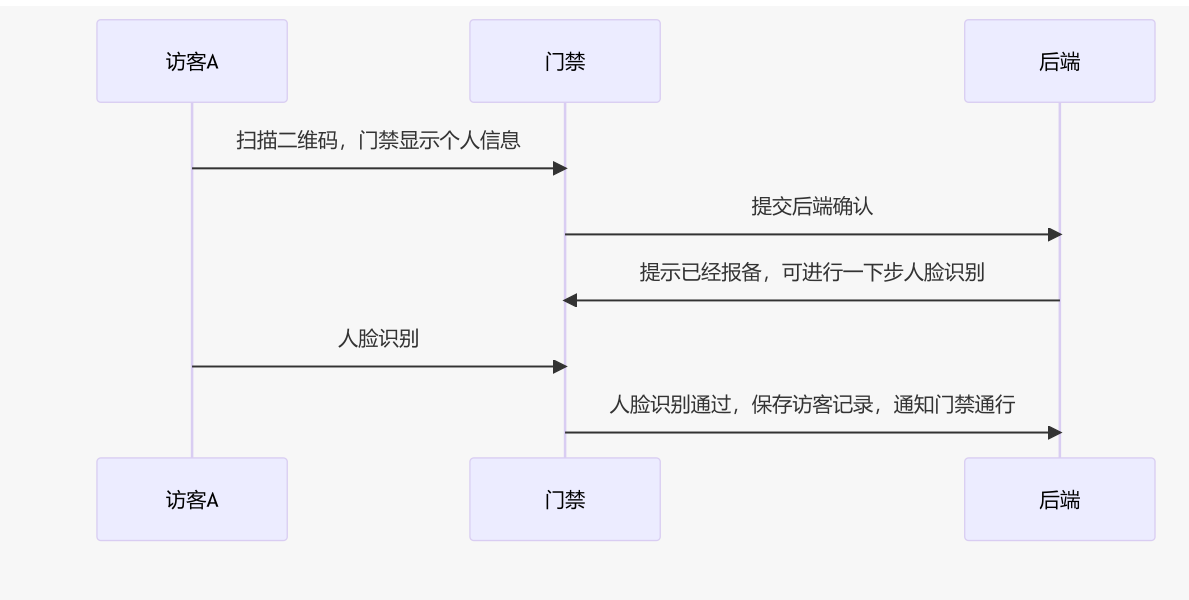 访客A
门禁
后端
扫描二维码，门禁显示个人信息
提交后端确认
提示已经报备，可进行一下步人脸识别
人脸识别
人脸识别通过，保存访客记录，通知门禁通行
访客A
门禁
后端